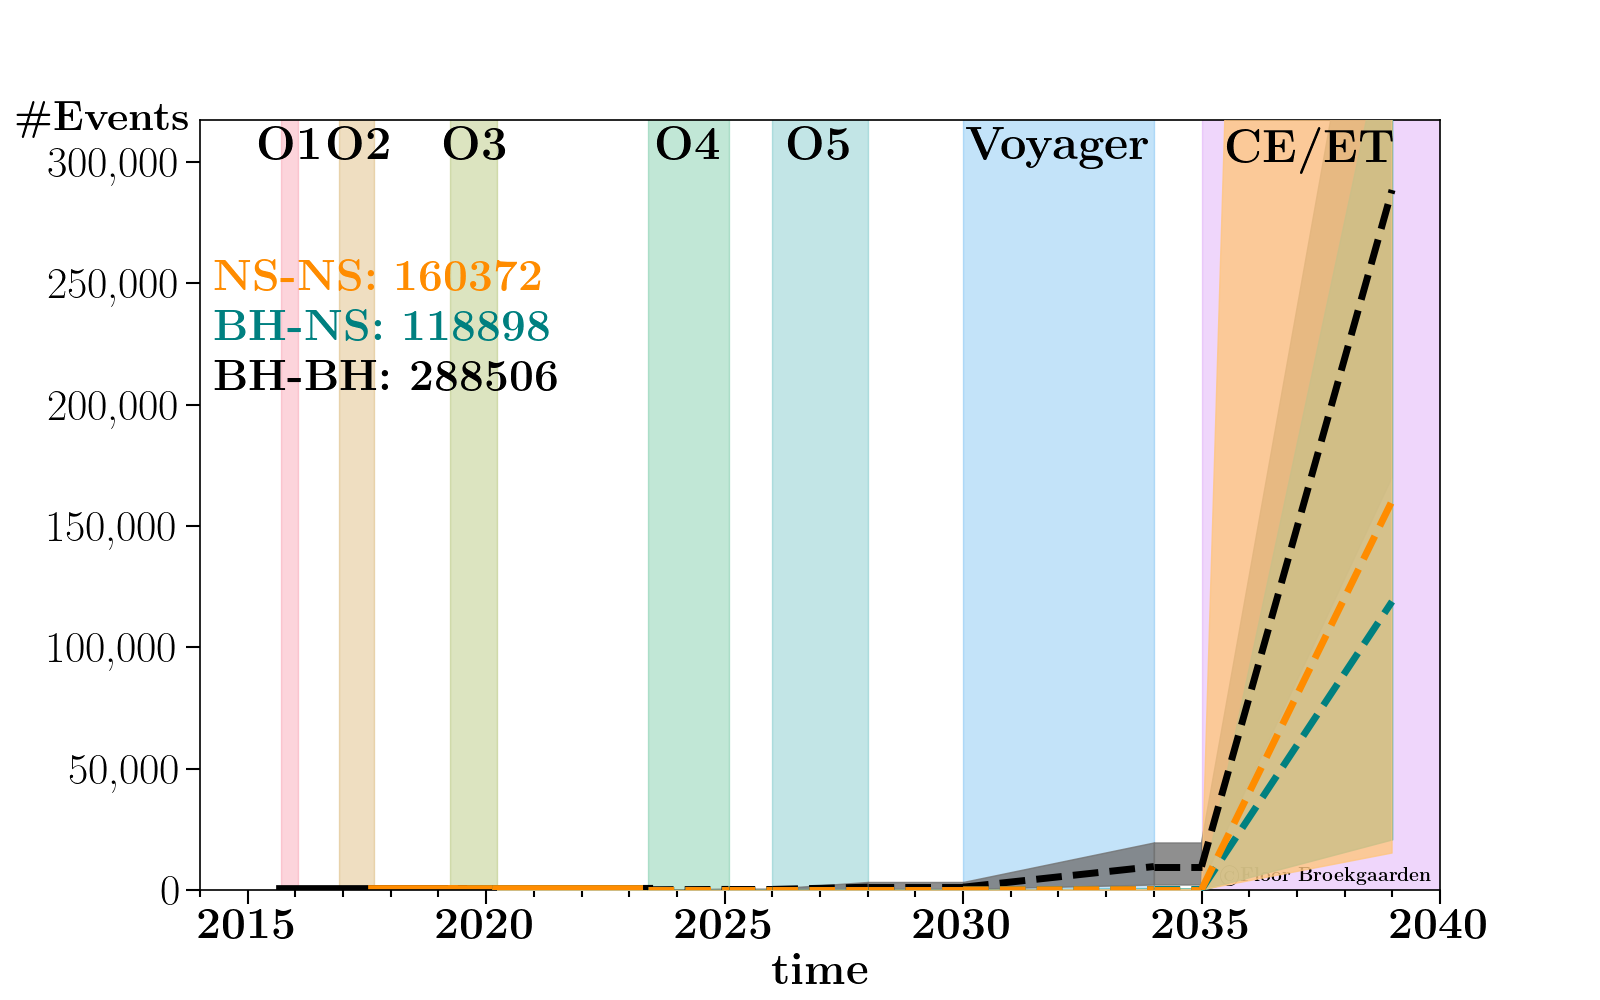 #Events
O1 O2 O3 O4 O5 Voyager CE/ET
300,000
250,000
200,000
150,000
100,000
50,000
0
NS-NS: 160372
BH-NS: 118898
BH-BH: 288506
©Floor Broekgaarden
2015 2020 2025 2030 2035 2040
time